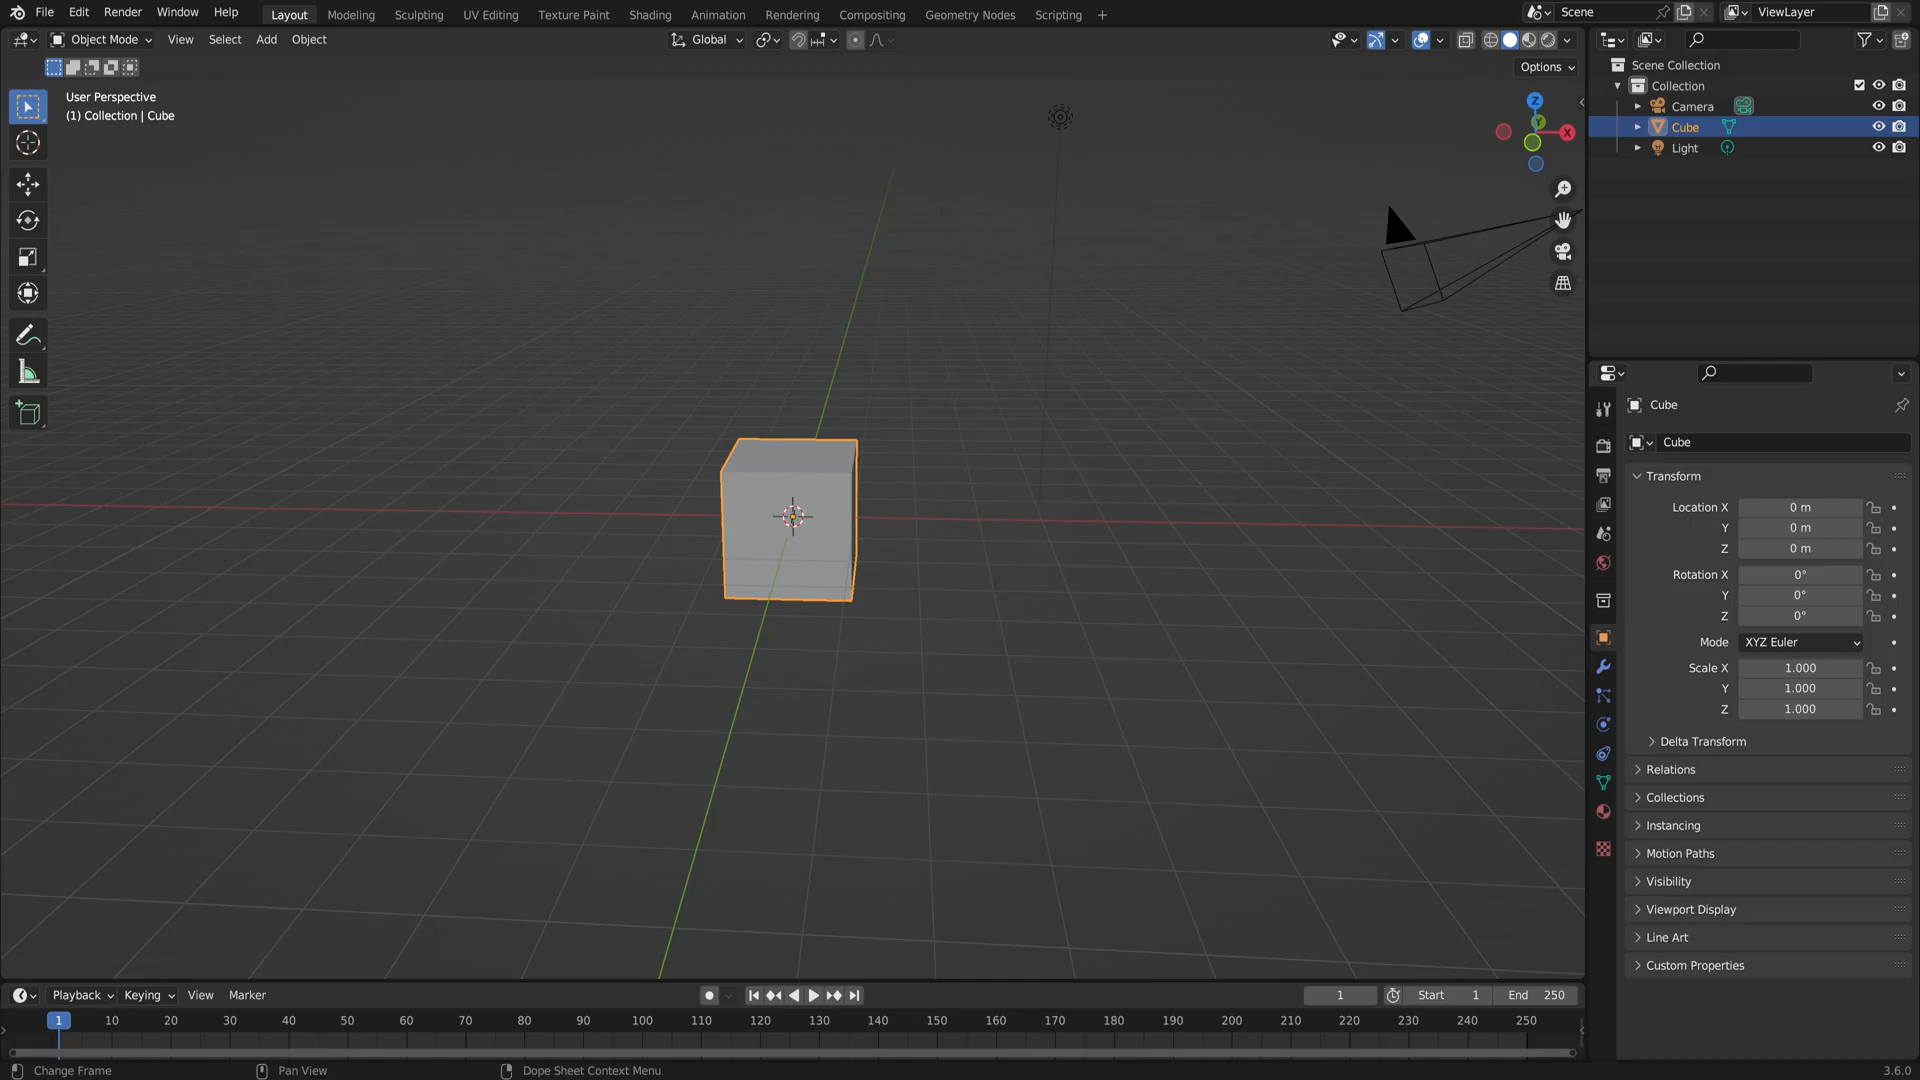 File Edit Render Window Help Layout Modeling Sculpting UV Editing Texture Paint Shading Animation Rendering Compositing Geometry Nodes Scripting + Scene ViewLayer
Object Mode View Select Add Object Global
Options
User Perspective
(1) Collection | Cube
Z
Y
X
Scene Collection
Collection
Camera
Cube
Light
Cube
Cube
Transform
Location X 0 m
Y 0 m
Z 0 m
Rotation X 0°
Y 0°
Z 0°
Mode XYZ Euler
Scale X 1.000
Y 1.000
Z 1.000
Delta Transform
Relations
Collections
Instancing
Motion Paths
Visibility
Viewport Display
Line Art
Custom Properties
Playback Keying View Marker 1 Start 1 End 250
1 10 20 30 40 50 60 70 80 90 100 110 120 130 140 150 160 170 180 190 200 210 220 230 240 250
Change Frame Pan View Dope Sheet Context Menu 3.6.0